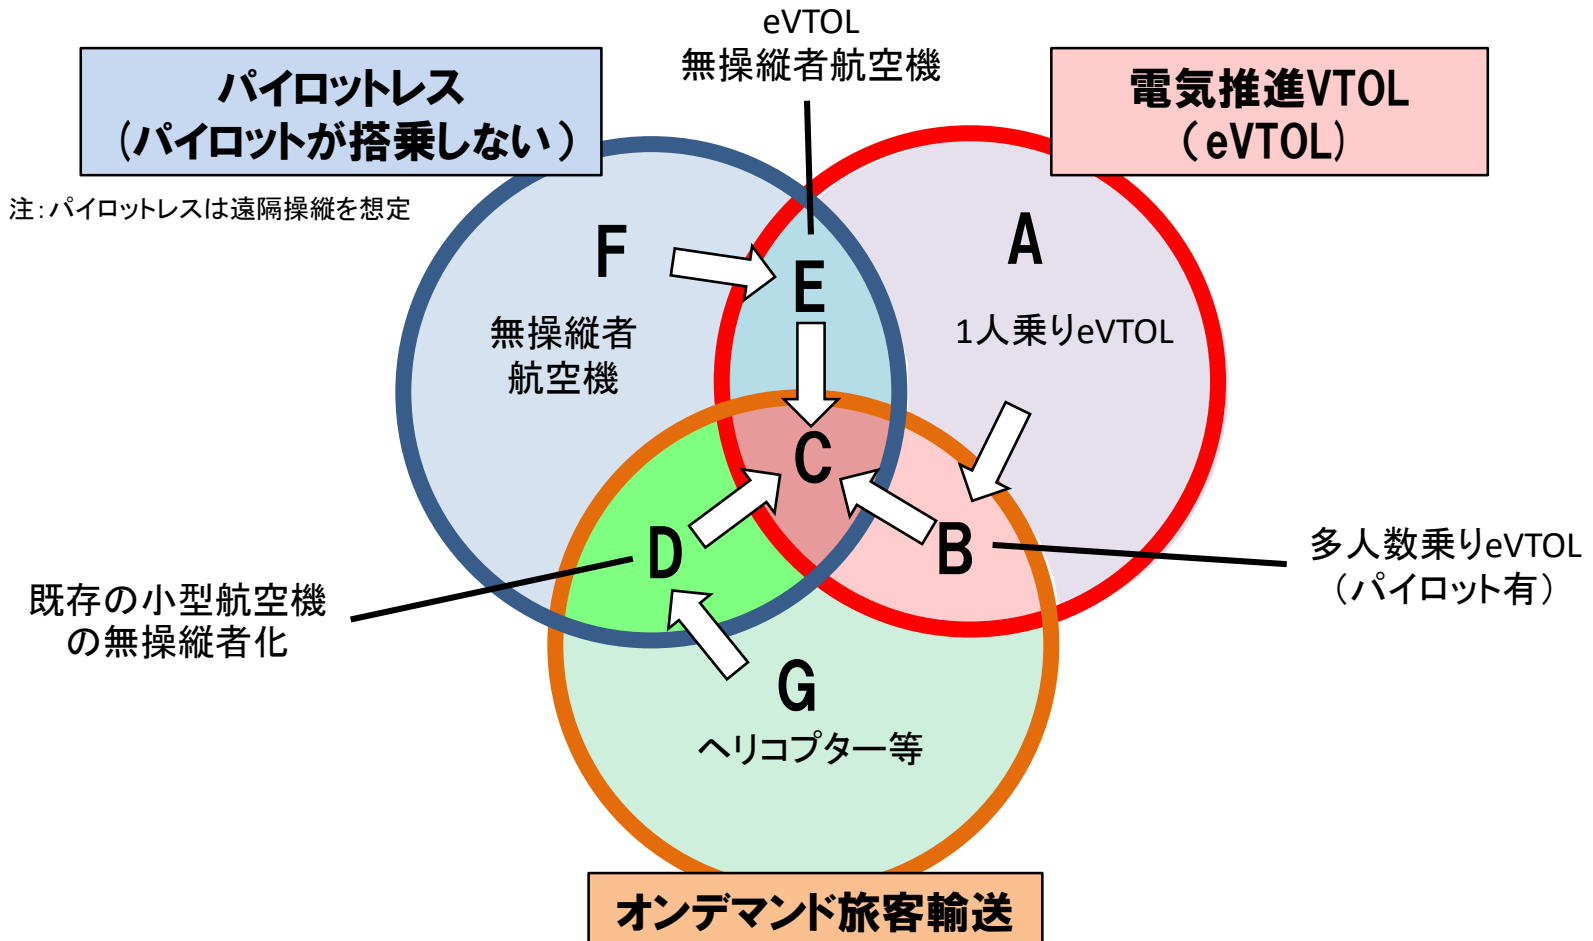 eVTOL
無操縦者航空機
パイロットレス
(パイロットが搭乗しない)
電気推進VTOL
(eVTOL)
注:パイロットレスは遠隔操縦を想定
F
E
A
無操縦者
航空機
1人乗りeVTOL
C
D
B
多人数乗りeVTOL
(パイロット有)
既存の小型航空機
の無操縦者化
G
ヘリコプター等
オンデマンド旅客輸送